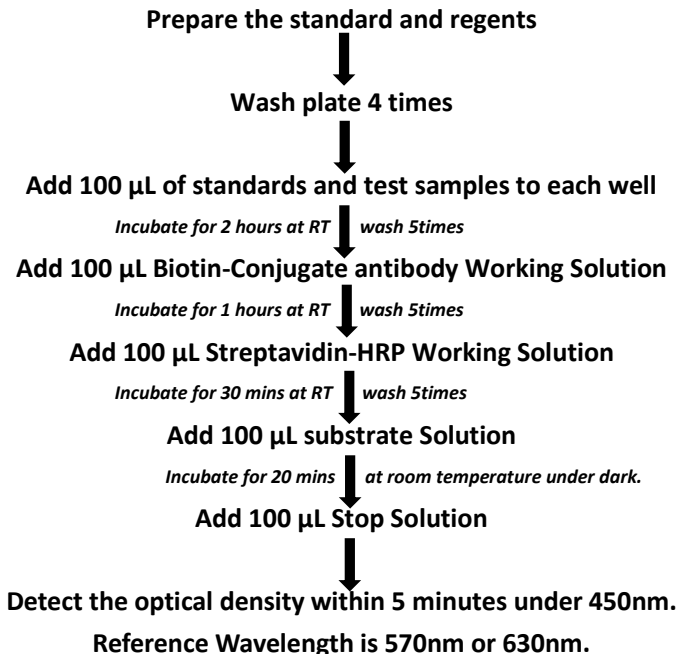 Prepare the standard and regents
Wash plate 4 times
Add 100 μL of standards and test samples to each well
Incubate for 2 hours at RT wash 5times
Add 100 μL Biotin-Conjugate antibody Working Solution
Incubate for 1 hours at RT wash 5times
Add 100 μL Streptavidin-HRP Working Solution
Incubate for 30 mins at RT wash 5times
Add 100 μL substrate Solution
Incubate for 20 mins at room temperature under dark.
Add 100 μL Stop Solution
Detect the optical density within 5 minutes under 450nm.
Reference Wavelength is 570nm or 630nm.